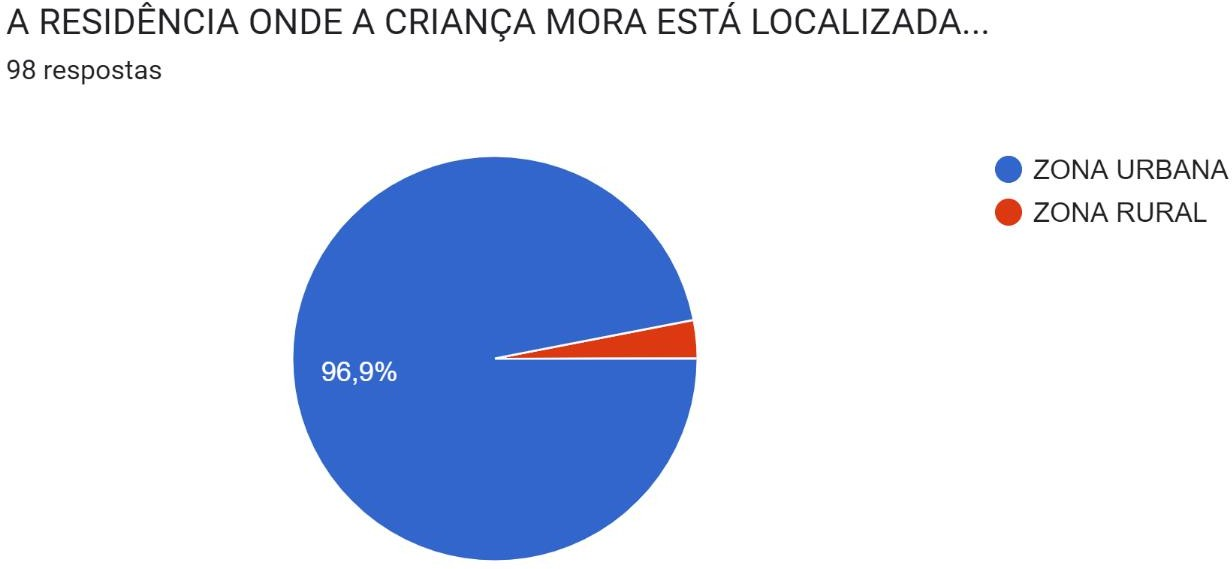 A RESIDÊNCIA ONDE A CRIANÇA MORA ESTÁ LOCALIZADA...
98 respostas
ZONA URBANA
ZONA RURAL
96,9%